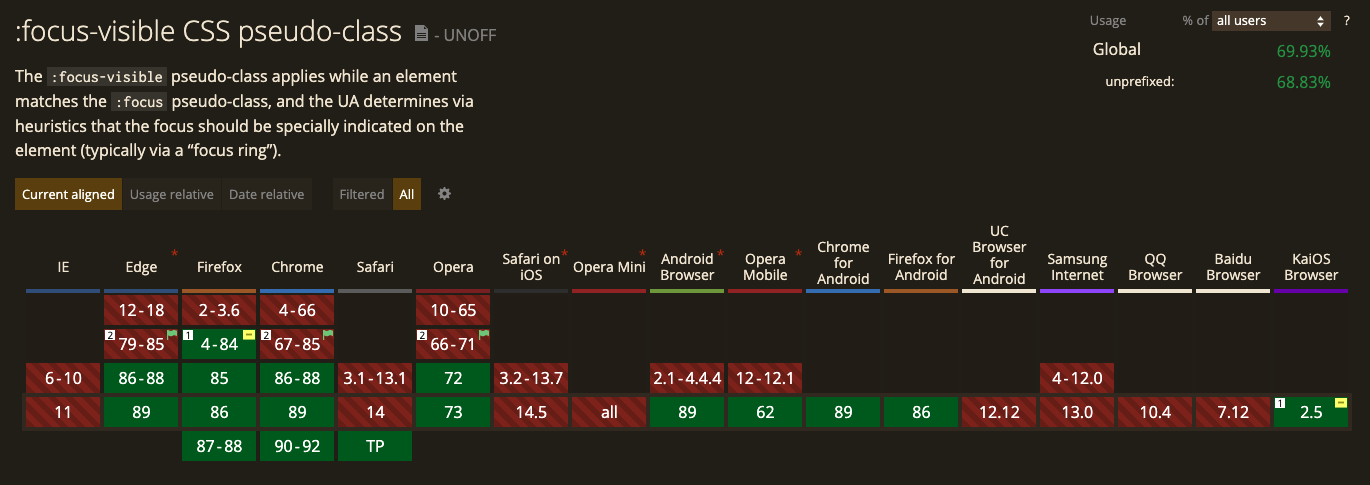 :focus-visible CSS pseudo-class - UNOFF
Usage % of all users ?
Global 69.93%
unprefixed: 68.83%
The :focus-visible pseudo-class applies while an element
matches the :focus pseudo-class, and the UA determines via
heuristics that the focus should be specially indicated on the
element (typically via a “focus ring”).
Current aligned Usage relative Date relative Filtered All
IE Edge * Firefox Chrome Safari Opera Safari on iOS * Opera Mini * Android Browser * Opera Mobile * Chrome for Android Firefox for Android UC Browser for Android Samsung Internet QQ Browser Baidu Browser KaiOS Browser
12-18 2-3.6 4-66 10-65
2 79-85 1 4-84 2 67-85 2 66-71
6-10 86-88 85 86-88 3.1-13.1 72 3.2-13.7 2.1-4.4.4 12-12.1 4-12.0
11 89 86 89 14 73 14.5 all 89 62 89 86 12.12 13.0 10.4 7.12 1 2.5
87-88 90-92 TP